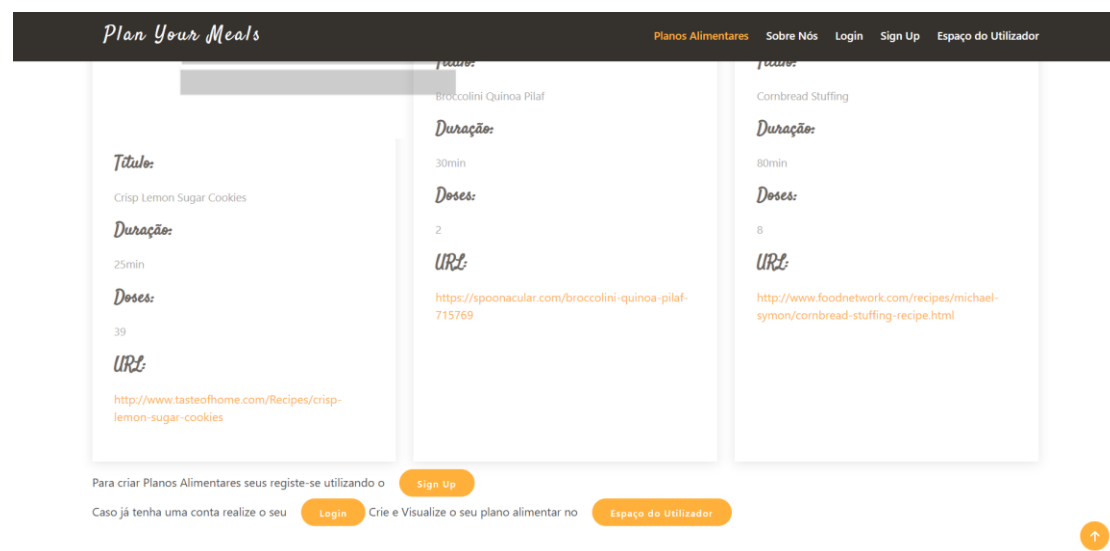 Plan Your Meals
Planos Alimentares Sobre Nós Login Sign Up Espaço do Utilizador
Título:
Crisp Lemon Sugar Cookies
Duração:
25min
Doses:
39
URL:
http://www.tasteofhome.com/Recipes/crisp-
lemon-sugar-cookies
Título:
Broccolini Quinoa Pilaf
Duração:
30min
Doses:
2
URL:
https://spoonacular.com/broccolini-quinoa-pilaf-
715769
Título:
Cornbread Stuffing
Duração:
80min
Doses:
8
URL:
http://www.foodnetwork.com/recipes/michael-
symon/cornbread-stuffing-recipe.html
Para criar Planos Alimentares seus registe-se utilizando o Sign Up
Caso já tenha uma conta realize o seu Login Crie e Visualize o seu plano alimentar no Espaço do Utilizador